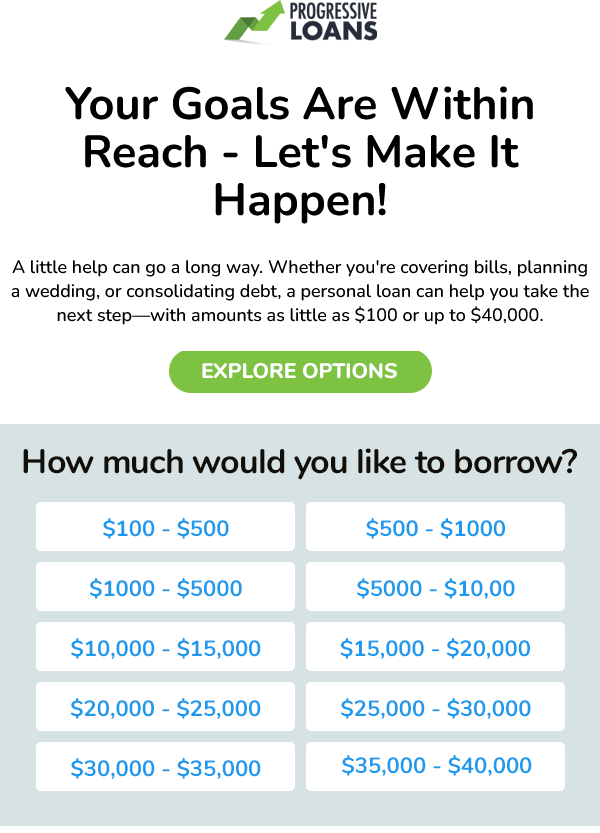 PROGRESSIVE
LOANS
Your Goals Are Within
Reach - Let's Make It
Happen!
A little help can go a long way. Whether you're covering bills, planning
a wedding, or consolidating debt, a personal loan can help you take the
next step—with amounts as little as $100 or up to $40,000.
EXPLORE OPTIONS
How much would you like to borrow?
$100 - $500
$500 - $1000
$1000 - $5000
$5000 - $10,00
$10,000 - $15,000
$15,000 - $20,000
$20,000 - $25,000
$25,000 - $30,000
$30,000 - $35,000
$35,000 - $40,000